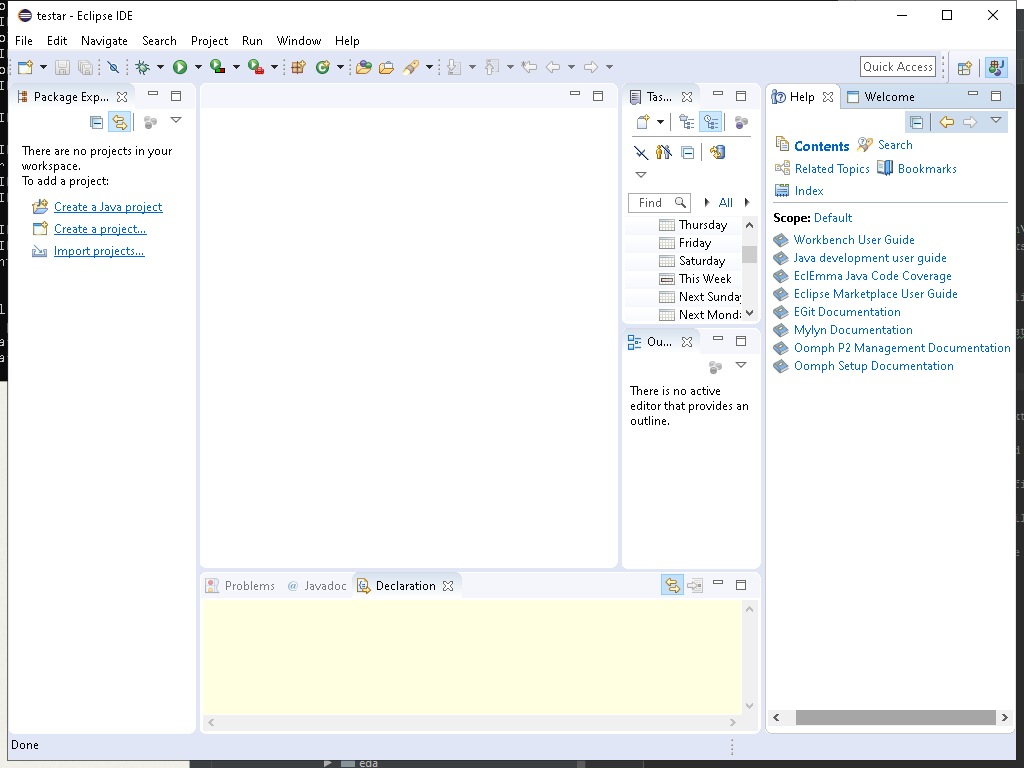 testar - Eclipse IDE
File Edit Navigate Search Project Run Window Help
Quick Access
Package Exp...
There are no projects in your
workspace.
To add a project:
Create a Java project
Create a project...
Import projects...
Tas...
Find
All
Thursday
Friday
Saturday
This Week
Next Sunday
Next Mond
Ou...
There is no active
editor that provides an
outline.
Help
Welcome
Contents
Search
Related Topics
Bookmarks
Index
Scope: Default
Workbench User Guide
Java development user guide
EclEmma Java Code Coverage
Eclipse Marketplace User Guide
EGit Documentation
Mylyn Documentation
Oomph P2 Management Documentation
Oomph Setup Documentation
Problems
@ Javadoc
Declaration
Done
eda